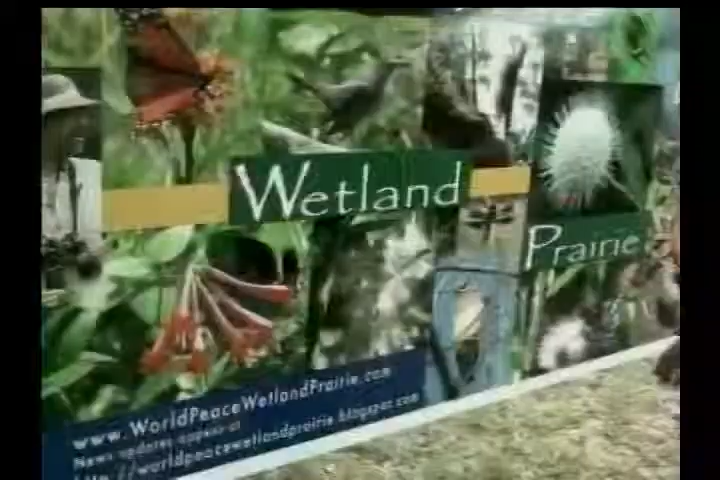 Wetland
Prairie
www.WorldPeaceWetlandPrairie.com
News updates appear at
http://worldpeacewetlandprairie.blogspot.com